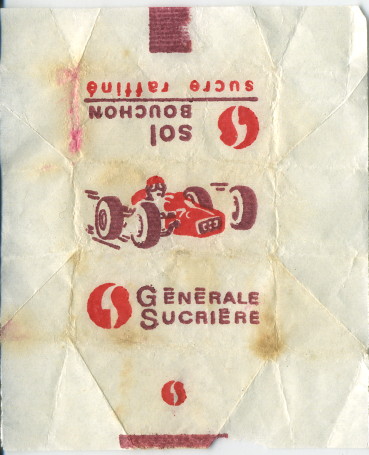 sucre raffiné
sol
BOUCHON
GÉNÉRALE
SUCRIÈRE